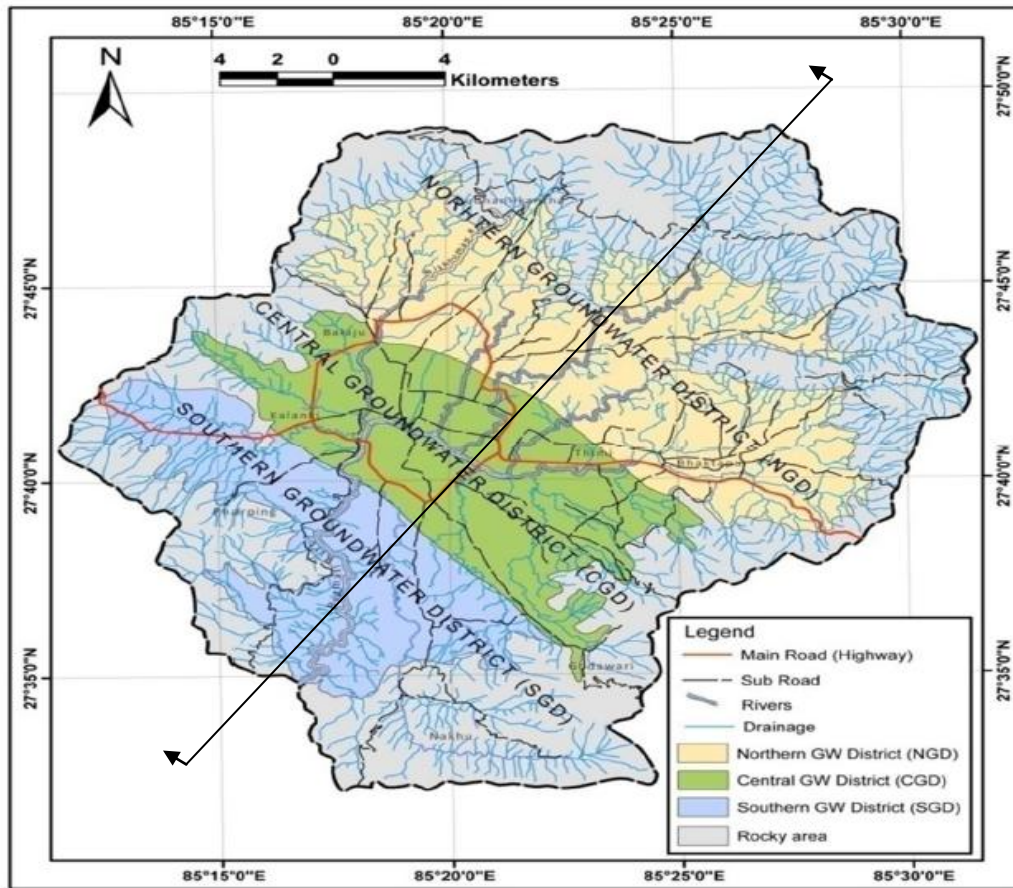 85°15'0"E 85°20'0"E 85°25'0"E 85°30'0"E
N
4 2 0 4
Kilometers
27°50'0"N
27°45'0"N
27°45'0"N
27°40'0"N
27°40'0"N
27°35'0"N
27°35'0"N
NORHTERN GROUNDWATER DISTRICT (NGD)
CENTRAL GROUNDWATER DISTRICT (CGD)
SOUTHERN GROUNDWATER DISTRICT (SGD)
Balaju
Kalanki
Thimi
Godawari
Nakhu
Legend
Main Road (Highway)
Sub Road
Rivers
Drainage
Northern GW District (NGD)
Central GW District (CGD)
Southern GW District (SGD)
Rocky area
85°15'0"E 85°20'0"E 85°25'0"E 85°30'0"E